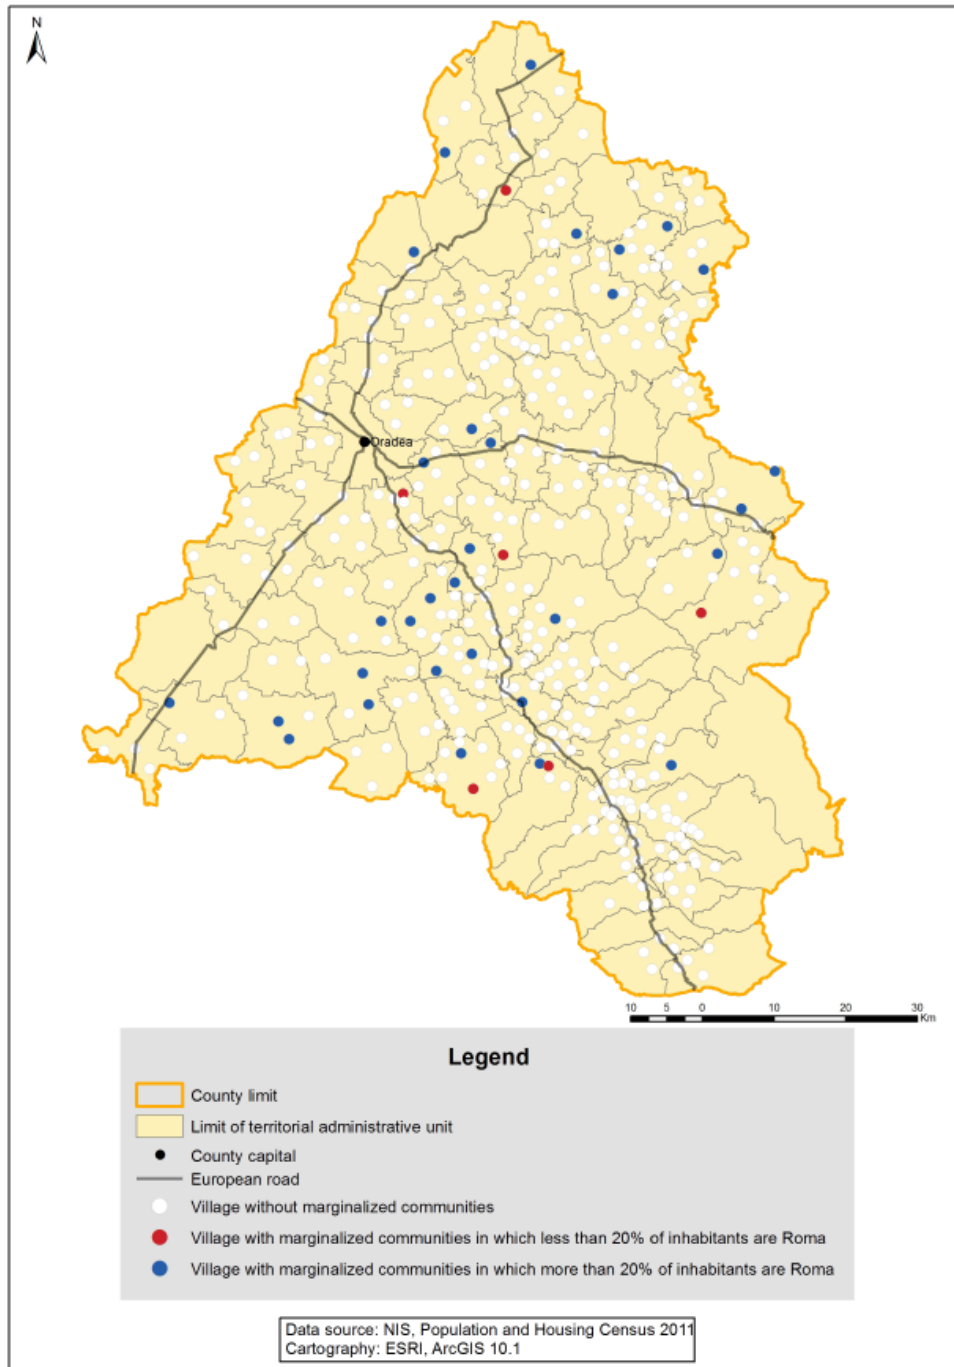 N
Oradea
10 5 0 10 20 30
Km
Legend
County limit
Limit of territorial administrative unit
County capital
European road
Village without marginalized communities
Village with marginalized communities in which less than 20% of inhabitants are Roma
Village with marginalized communities in which more than 20% of inhabitants are Roma
Data source: NIS, Population and Housing Census 2011
Cartography: ESRI, ArcGIS 10.1